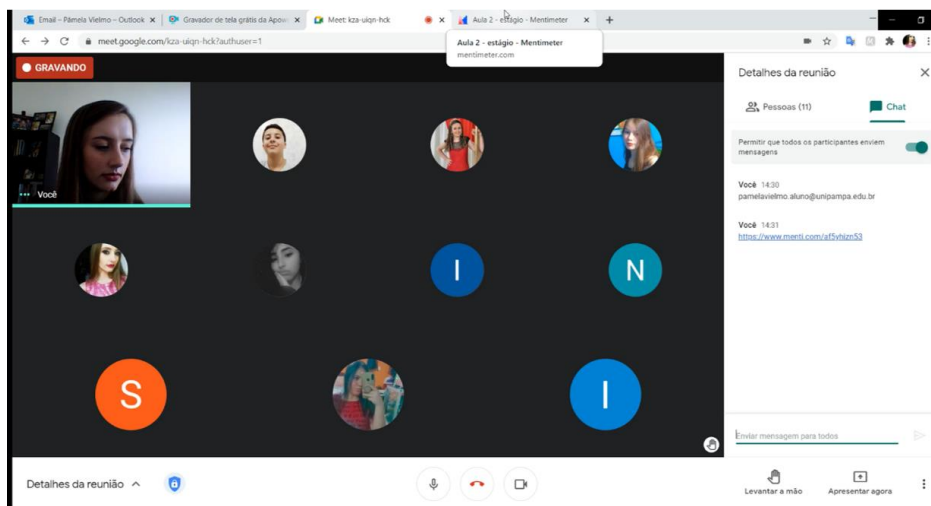 Email – Pâmela Vielmo – Outlook
Gravador de tela grátis da Apow
Meet: kza-uiqn-hck
Aula 2 - estágio - Mentimeter
meet.google.com/kza-uiqn-hck?authuser=1
Aula 2 - estágio - Mentimeter
mentimeter.com
GRAVANDO
Você
I
N
S
I
Detalhes da reunião
Pessoas (11)
Chat
Permitir que todos os participantes enviem
mensagens
Você 14:30
pamelavielmo.aluno@unipampa.edu.br
Você 14:31
https://www.menti.com/af5yhizn53
Enviar mensagem para todos
Detalhes da reunião
Levantar a mão
Apresentar agora